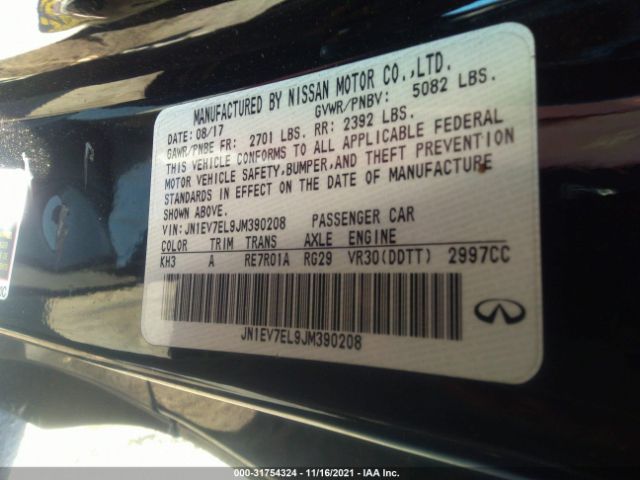 MANUFACTURED BY NISSAN MOTOR CO.,LTD.
DATE: 08/17 GVWR/PNBV: 5082 LBS.
GAWR/PNBE FR: 2701 LBS. RR: 2392 LBS.
THIS VEHICLE CONFORMS TO ALL APPLICABLE FEDERAL
MOTOR VEHICLE SAFETY,BUMPER,AND THEFT PREVENTION
STANDARDS IN EFFECT ON THE DATE OF MANUFACTURE
SHOWN ABOVE.
VIN:JN1EV7EL9JM390208 PASSENGER CAR
COLOR TRIM TRANS AXLE ENGINE
KH3 A RE7R01A RG29 VR30(DDTT) 2997CC
JN1EV7EL9JM390208
000-31754324 - 11/16/2021 - IAA Inc.